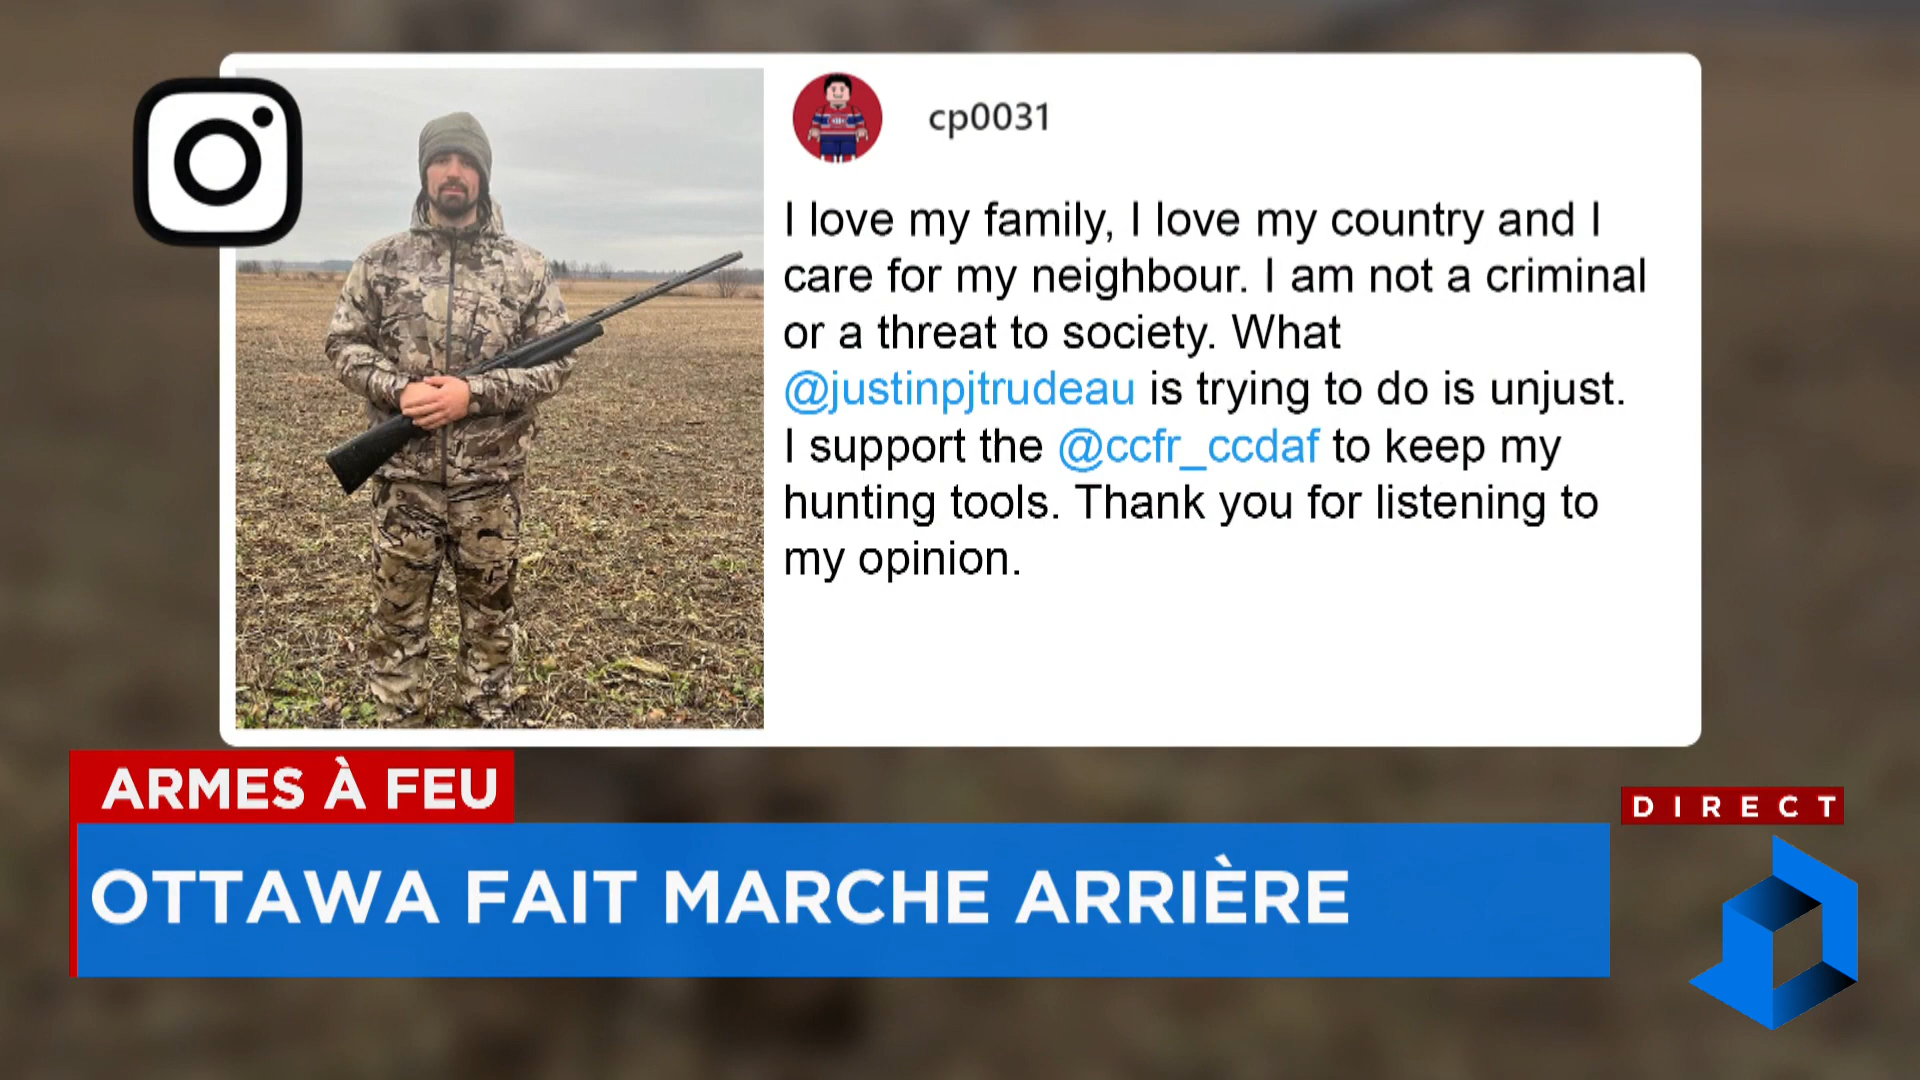 cp0031
I love my family, I love my country and I
care for my neighbour. I am not a criminal
or a threat to society. What
@justinpjtrudeau is trying to do is unjust.
I support the @ccfr_ccdaf to keep my
hunting tools. Thank you for listening to
my opinion.
ARMES À FEU
OTTAWA FAIT MARCHE ARRIÈRE
DIRECT